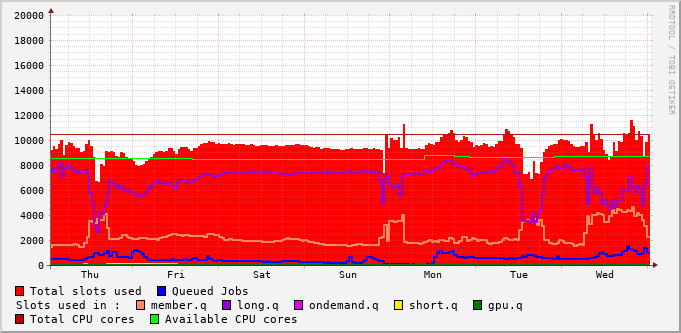 20000
18000
16000
14000
12000
10000
8000
6000
4000
2000
0
Thu Fri Sat Sun Mon Tue Wed
RRDTOOL / TOBI OETIKER
Total slots used Queued Jobs
Slots used in : member.q long.q ondemand.q short.q gpu.q
Total CPU cores Available CPU cores